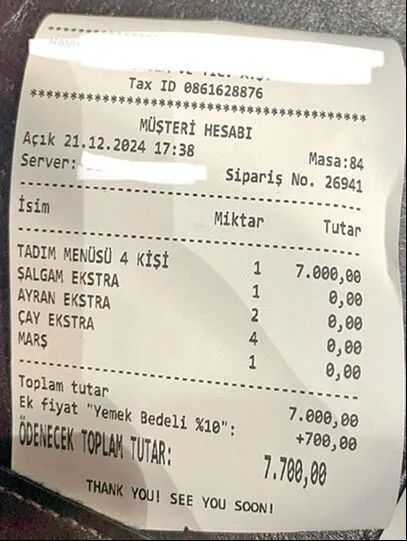 Tax ID 0861628876
****************************************
MÜŞTERİ HESABI
Açık 21.12.2024 17:38 Masa:84
Server: Sipariş No. 26941
İsim Miktar Tutar
TADIM MENÜSÜ 4 KİŞİ 1 7.000,00
ŞALGAM EKSTRA 1 0,00
AYRAN EKSTRA 2 0,00
ÇAY EKSTRA 4 0,00
MARŞ 1 0,00
Toplam tutar 7.000,00
Ek fiyat "Yemek Bedeli %10": +700,00
ÖDENECEK TOPLAM TUTAR: 7.700,00
THANK YOU! SEE YOU SOON!